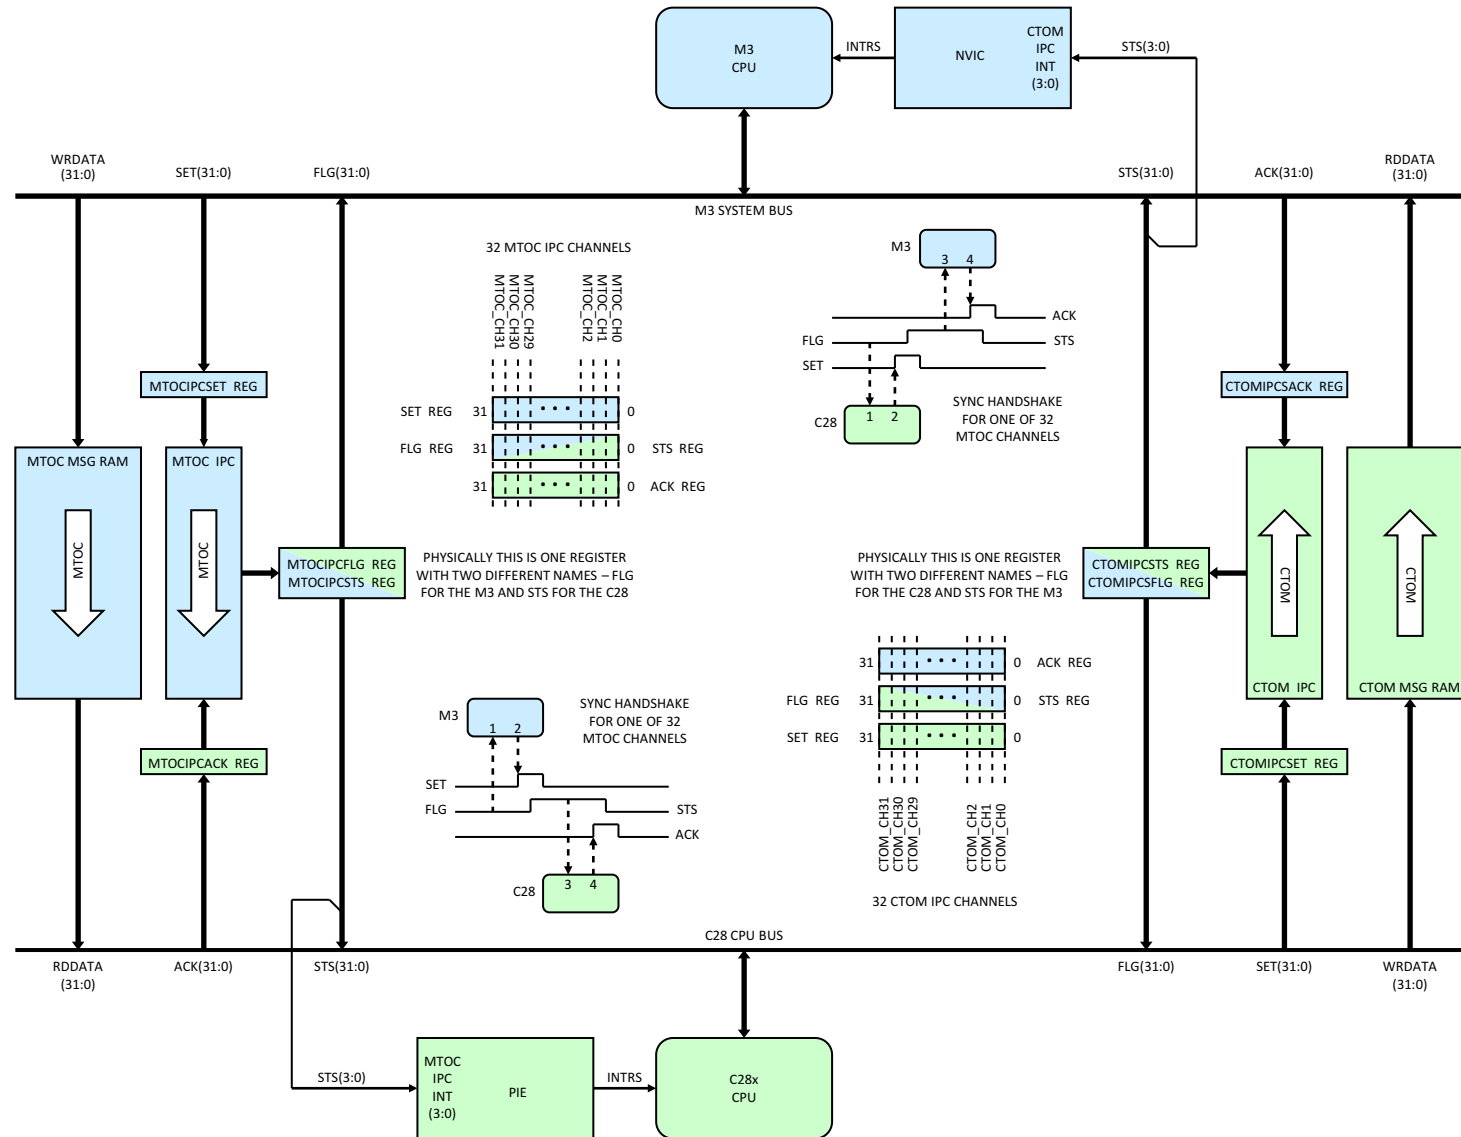 M3
CPU
INTRS
NVIC
CTOM
IPC
INT
(3:0)
STS(3:0)
WRDATA
(31:0)
SET(31:0)
FLG(31:0)
STS(31:0)
ACK(31:0)
RDDATA
(31:0)
M3 SYSTEM BUS
32 MTOC IPC CHANNELS
MTOC_CH31
MTOC_CH30
MTOC_CH29
MTOC_CH2
MTOC_CH1
MTOC_CH0
SET REG 31 0
FLG REG 31 0 STS REG
31 0 ACK REG
M3
3 4
ACK
FLG STS
SET
C28
1 2
SYNC HANDSHAKE
FOR ONE OF 32
MTOC CHANNELS
MTOCIPCSET REG
CTOMIPCSACK REG
MTOC MSG RAM
MTOC
MTOC IPC
MTOC
MTOCIPCFLG REG
MTOCIPCSTS REG
PHYSICALLY THIS IS ONE REGISTER
WITH TWO DIFFERENT NAMES – FLG
FOR THE M3 AND STS FOR THE C28
PHYSICALLY THIS IS ONE REGISTER
WITH TWO DIFFERENT NAMES – FLG
FOR THE C28 AND STS FOR THE M3
CTOMIPCSTS REG
CTOMIPCSFLG REG
CTOM
CTOM IPC
CTOM
CTOM MSG RAM
31 0 ACK REG
FLG REG 31 0 STS REG
SET REG 31 0
CTOM_CH31
CTOM_CH30
CTOM_CH29
CTOM_CH2
CTOM_CH1
CTOM_CH0
32 CTOM IPC CHANNELS
M3
1 2
SYNC HANDSHAKE
FOR ONE OF 32
MTOC CHANNELS
SET
FLG STS
ACK
C28
3 4
MTOCIPCACK REG
CTOMIPCSET REG
C28 CPU BUS
RDDATA
(31:0)
ACK(31:0)
STS(31:0)
FLG(31:0)
SET(31:0)
WRDATA
(31:0)
STS(3:0)
MTOC
IPC
INT
(3:0)
PIE
INTRS
C28x
CPU